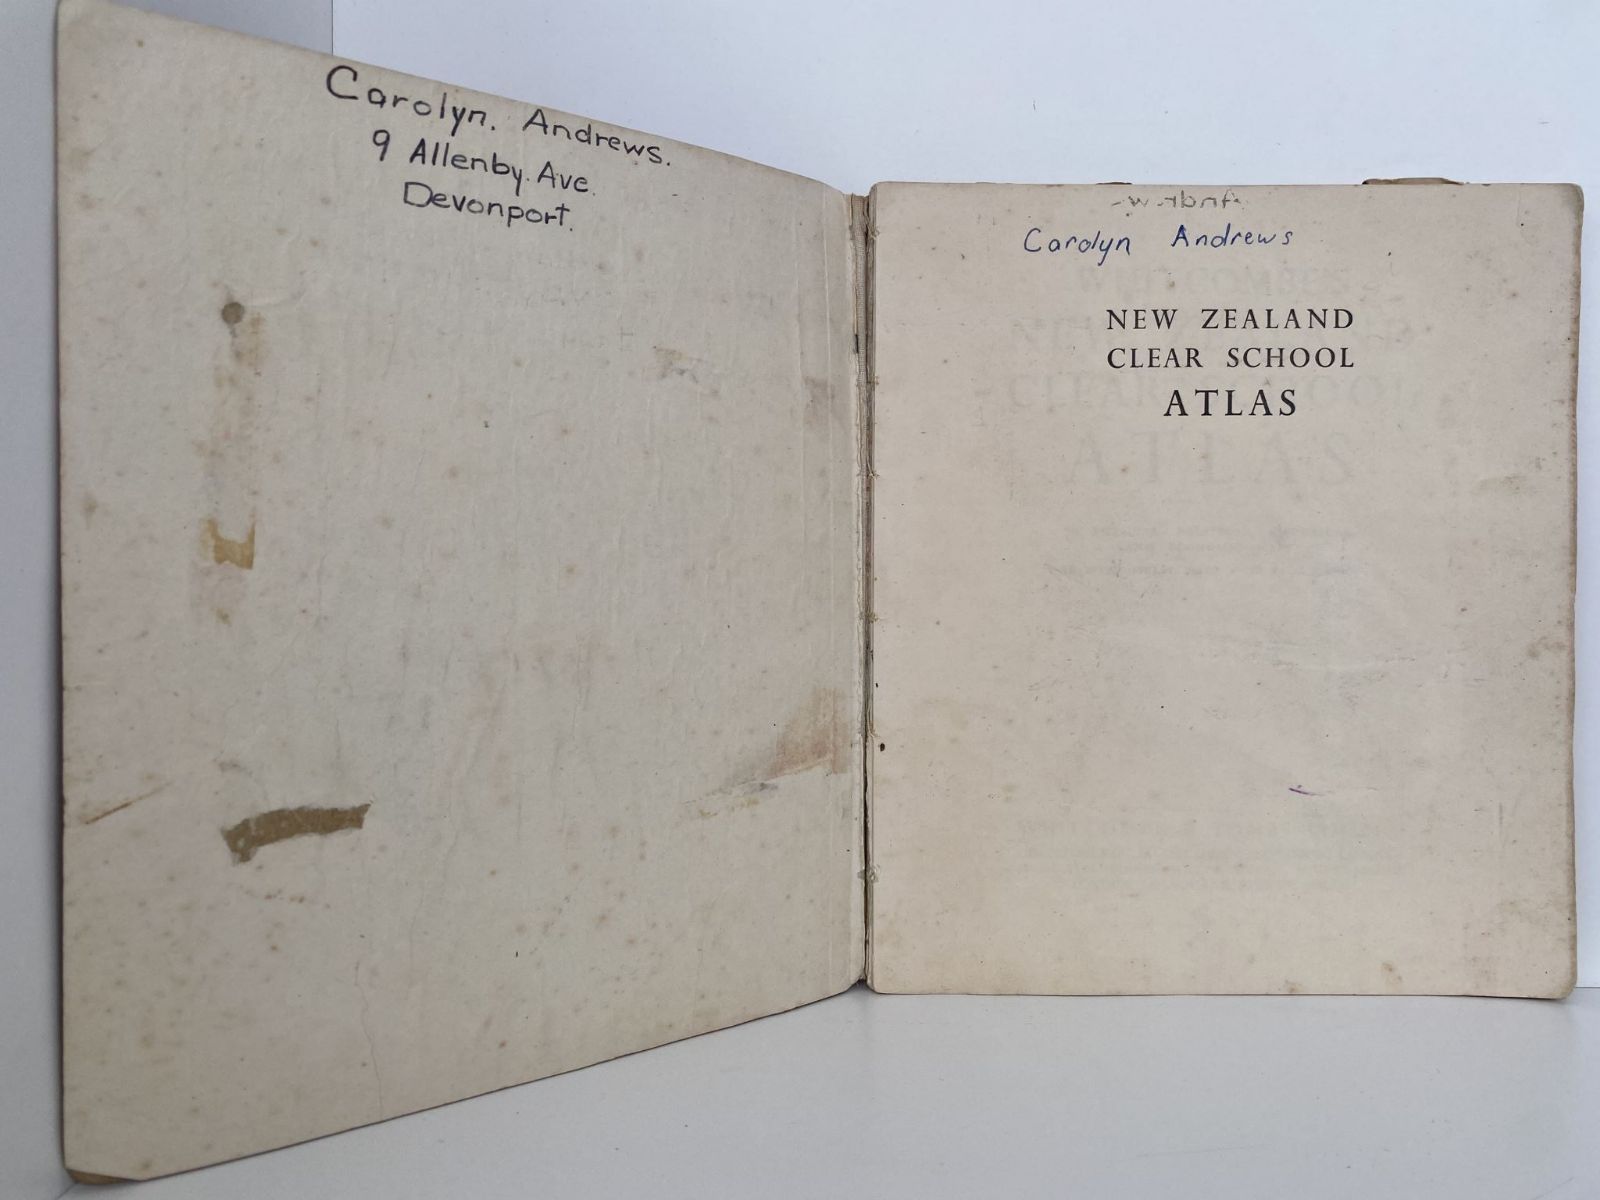 Carolyn. Andrews.
9 Allenby. Ave.
Devonport.
Carolyn Andrews
NEW ZEALAND
CLEAR SCHOOL
ATLAS